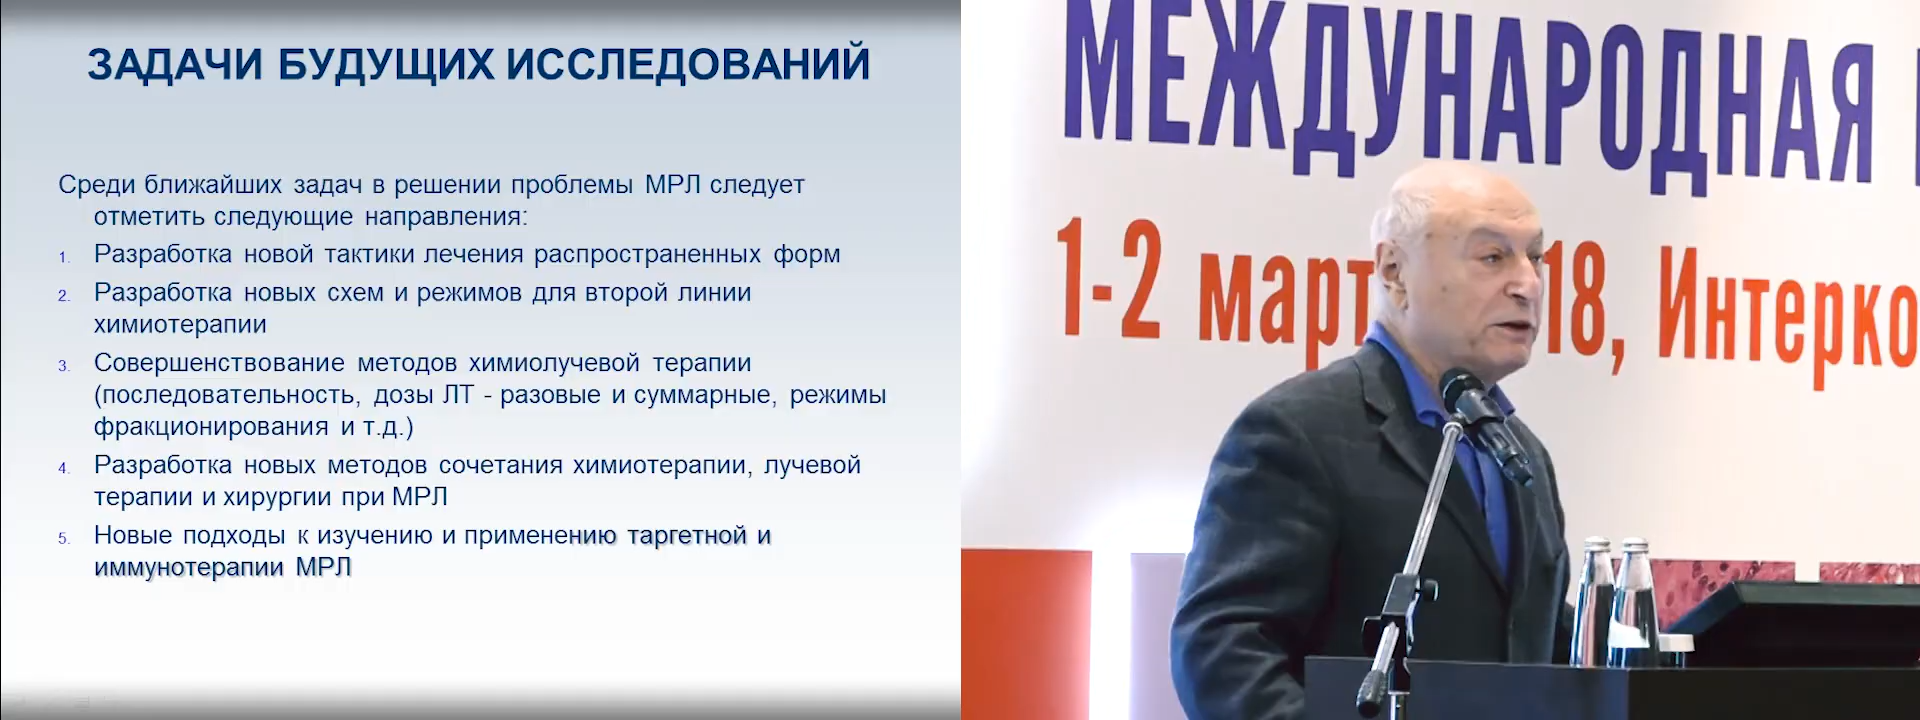 ЗАДАЧИ БУДУЩИХ ИССЛЕДОВАНИЙ
Среди ближайших задач в решении проблемы МРЛ следует
отметить следующие направления:
1. Разработка новой тактики лечения распространенных форм
2. Разработка новых схем и режимов для второй линии
химиотерапии
3. Совершенствование методов химиолучевой терапии
(последовательность, дозы ЛТ - разовые и суммарные, режимы
фракционирования и т.д.)
4. Разработка новых методов сочетания химиотерапии, лучевой
терапии и хирургии при МРЛ
5. Новые подходы к изучению и применению таргетной и
иммунотерапии МРЛ
МЕЖДУНАРОДНАЯ
1-2 март 18, Интерко